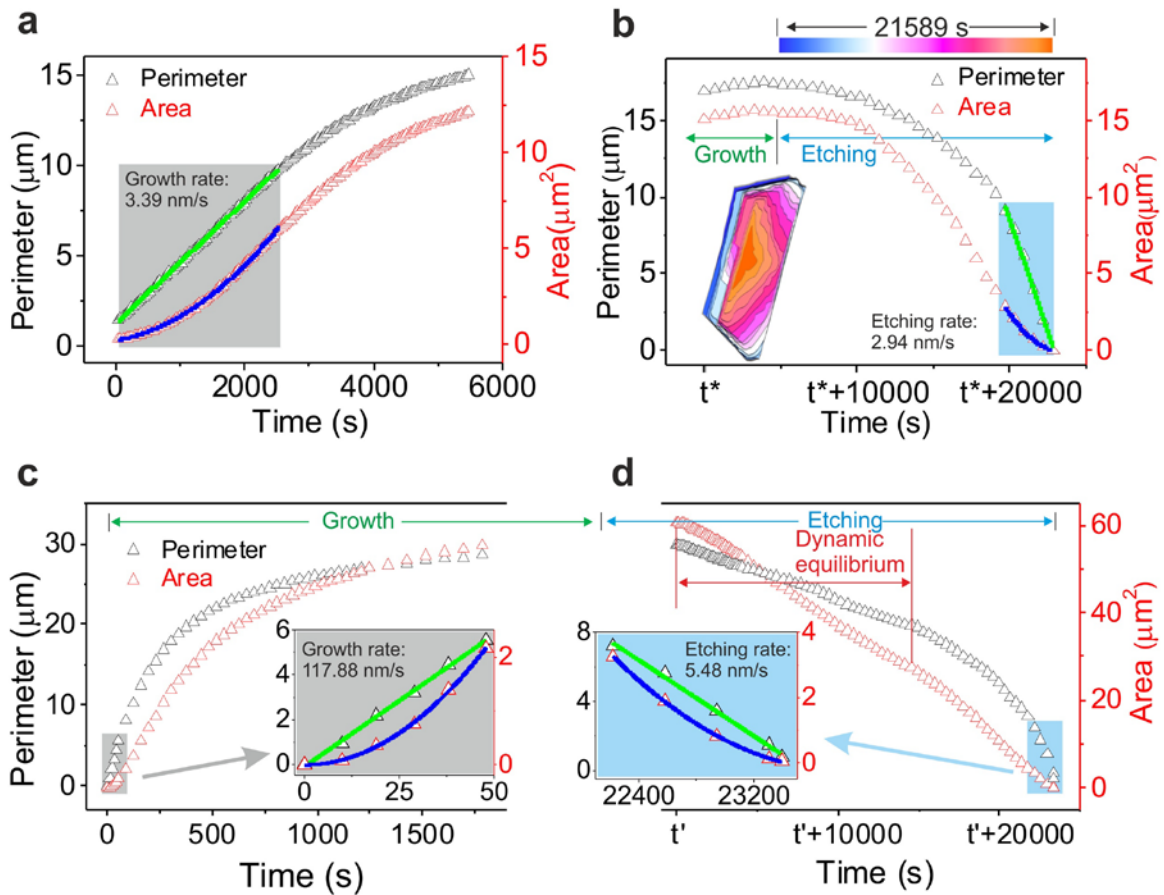 a
Perimeter
Area
Growth rate:
3.39 nm/s
15
10
5
0
Perimeter (μm)
10
5
0
Area(μm²)
0
2000
4000
6000
Time (s)
b
21589 s
Perimeter
Area
Growth
Etching
Etching rate:
2.94 nm/s
15
10
5
0
Perimeter (μm)
15
10
5
0
Area(μm²)
t*
t*+10000
t*+20000
Time (s)
c
Growth
Perimeter
Area
30
20
10
0
Perimeter (μm)
Growth rate:
117.88 nm/s
6
4
2
0
2
0
0
25
50
0
500
1000
1500
Time (s)
d
Etching
Dynamic
equilibrium
Etching rate:
5.48 nm/s
8
4
0
4
2
0
22400
23200
60
40
20
0
Area (μm²)
t'
t'+10000
t'+20000
Time (s)